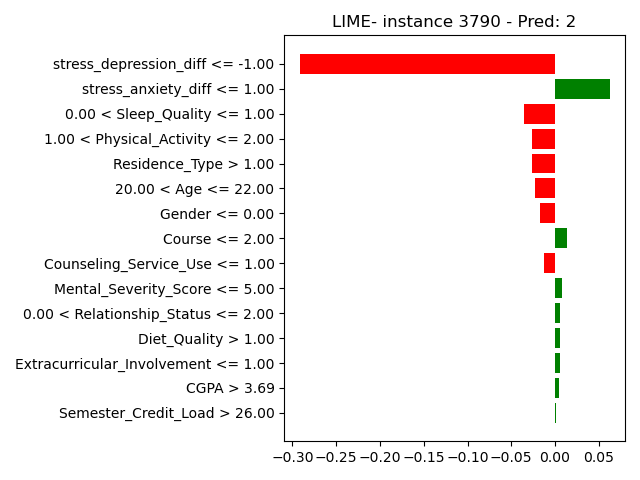 LIME- instance 3790 - Pred: 2
stress_depression_diff <= -1.00
stress_anxiety_diff <= 1.00
0.00 < Sleep_Quality <= 1.00
1.00 < Physical_Activity <= 2.00
Residence_Type > 1.00
20.00 < Age <= 22.00
Gender <= 0.00
Course <= 2.00
Counseling_Service_Use <= 1.00
Mental_Severity_Score <= 5.00
0.00 < Relationship_Status <= 2.00
Diet_Quality > 1.00
Extracurricular_Involvement <= 1.00
CGPA > 3.69
Semester_Credit_Load > 26.00
−0.30 −0.25 −0.20 −0.15 −0.10 −0.05 0.00 0.05